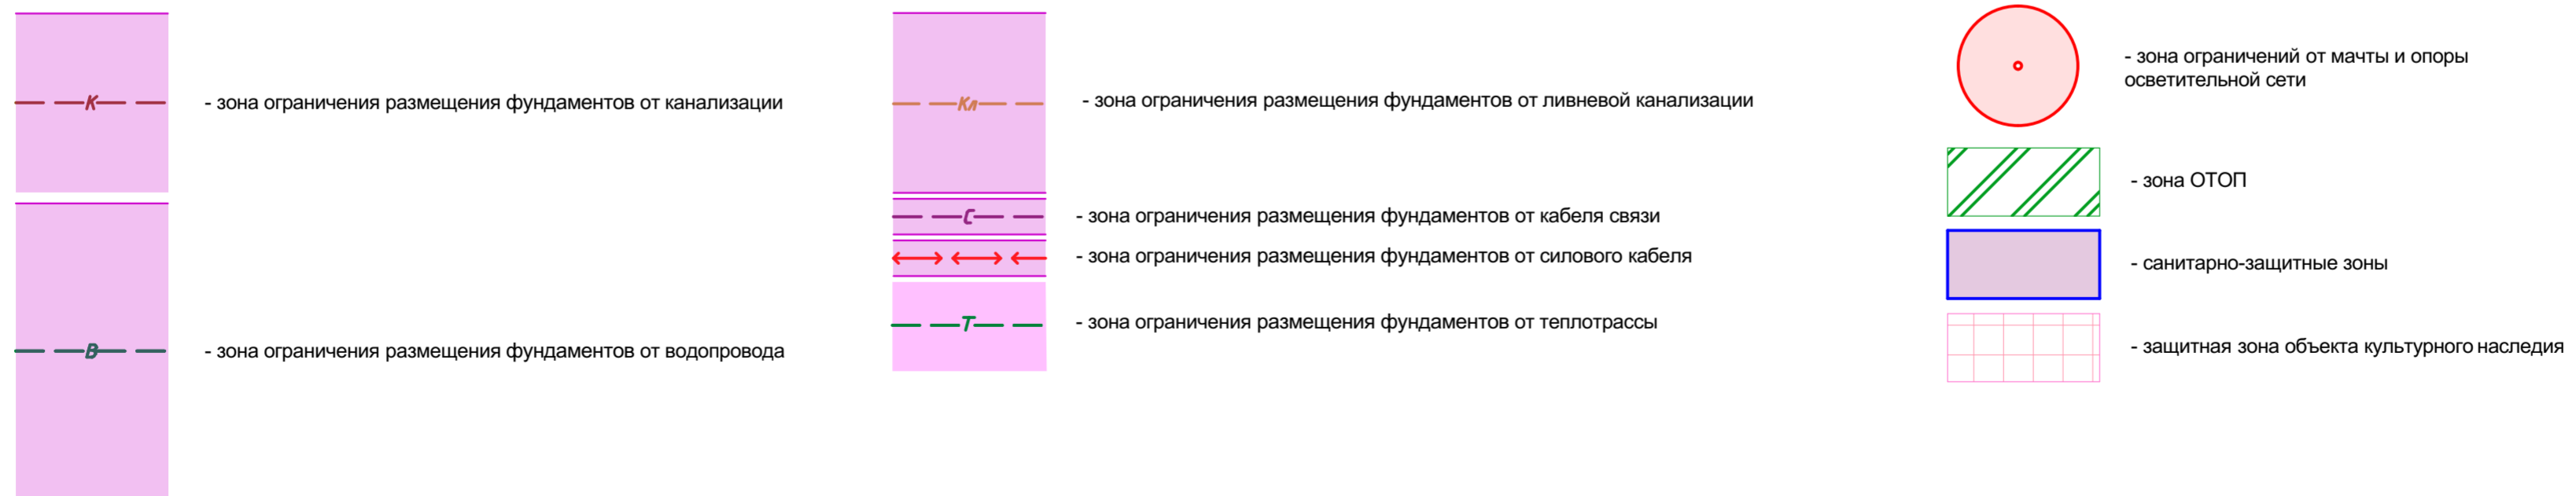 К
- зона ограничения размещения фундаментов от канализации
В
- зона ограничения размещения фундаментов от водопровода
Кл
- зона ограничения размещения фундаментов от ливневой канализации
С
- зона ограничения размещения фундаментов от кабеля связи
- зона ограничения размещения фундаментов от силового кабеля
Т
- зона ограничения размещения фундаментов от теплотрассы
- зона ограничений от мачты и опоры
осветительной сети
- зона ОТОП
- санитарно-защитные зоны
- защитная зона объекта культурного наследия